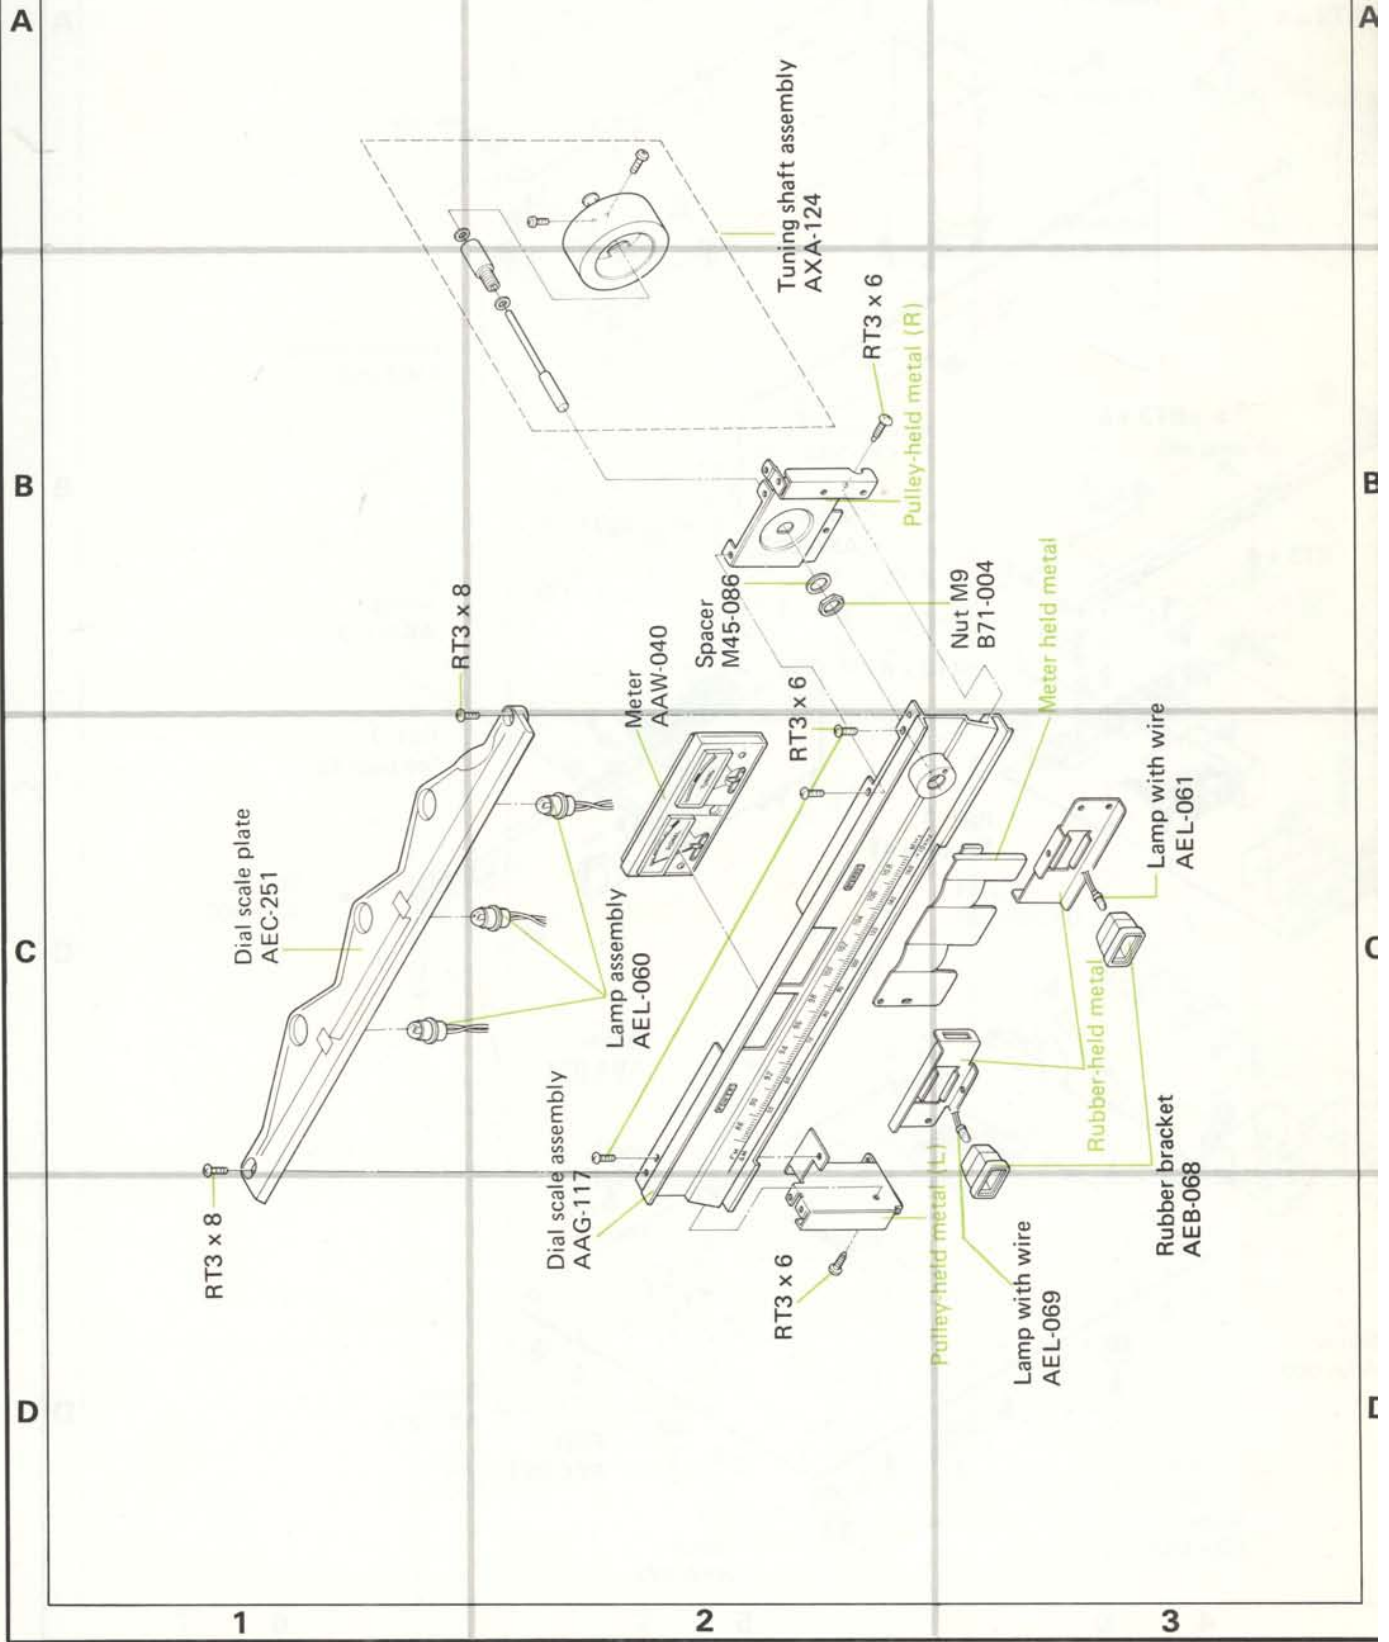 A
A
Tuning shaft assembly
AXA-124
RT3 x 6
Pulley-held metal (R)
B
B
RT3 x 8
Meter
AAW-040
Spacer
M45-086
Nut M9
B71-004
Meter held metal
RT3 x 6
Dial scale plate
AEC-251
Lamp with wire
AEL-061
C
C
Lamp assembly
AEL-060
Rubber-held metal
Dial scale assembly
AAG-117
Rubber bracket
AEB-068
RT3 x 8
RT3 x 6
Pulley-held metal (L)
Lamp with wire
AEL-069
D
D
1
2
3